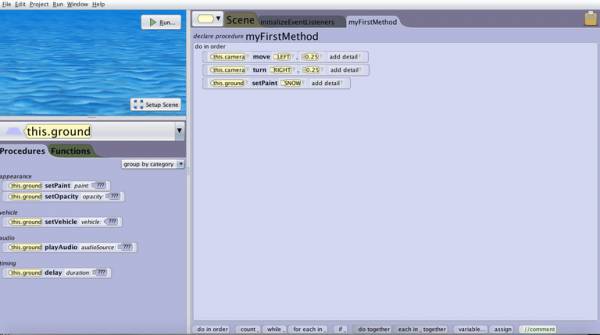 File Edit Project Run Window Help
Run...
Setup Scene
this.ground
Procedures Functions
group by category
appearance
this.ground setPaint paint: ???
this.ground setOpacity opacity: ???
vehicle
this.ground setVehicle vehicle: ???
audio
this.ground playAudio audioSource: ???
timing
this.ground delay duration: ???
Scene initializeEventListeners myFirstMethod
declare procedure myFirstMethod
do in order
this.camera move LEFT , 0.25 add detail
this.camera turn RIGHT , 0.25 add detail
this.ground setPaint SNOW add detail
do in order count while for each in if do together each in together variable... assign //comment